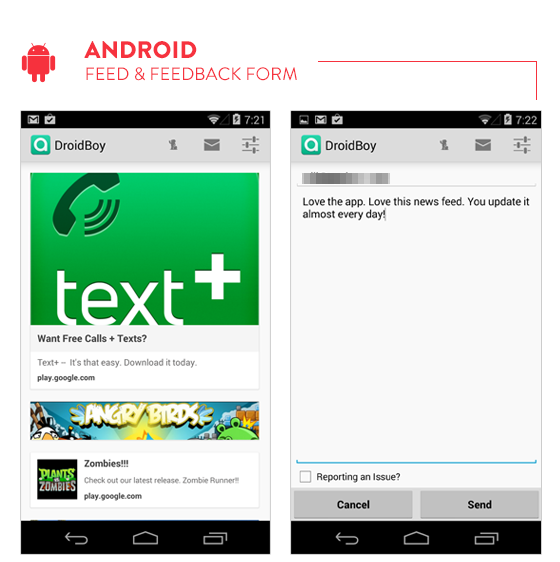 ANDROID
FEED & FEEDBACK FORM
7:21
DroidBoy
text+
Want Free Calls + Texts?
Text+ – It's that easy. Download it today.
play.google.com
ANGRY BIRDS
PLANTS VS ZOMBIES
Zombies!!!
Check out our latest release. Zombie Runner!!
play.google.com
7:22
DroidBoy
Love the app. Love this news feed. You update it
almost every day!
Reporting an Issue?
Cancel
Send